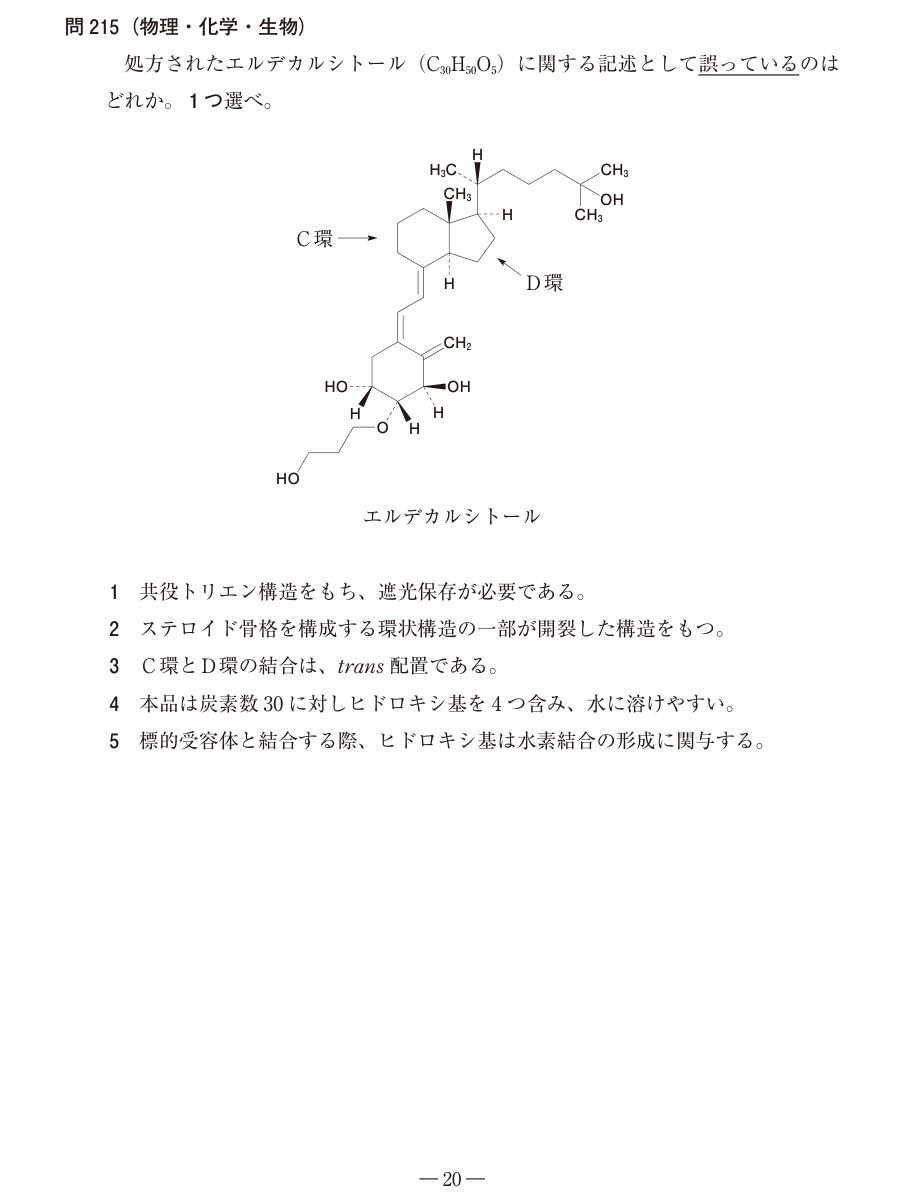 問 215（物理・化学・生物）
処方されたエルデカルシトール（C₃₀H₅₀O₅）に関する記述として誤っているのは
どれか。1つ選べ。
H
H₃C
CH₃
CH₃
OH
CH₃
H
C環
H
D環
CH₂
HO
OH
H
H
O
H
HO
エルデカルシトール
1 共役トリエン構造をもち、遮光保存が必要である。
2 ステロイド骨格を構成する環状構造の一部が開裂した構造をもつ。
3 C環とD環の結合は、trans 配置である。
4 本品は炭素数 30 に対しヒドロキシ基を 4 つ含み、水に溶けやすい。
5 標的受容体と結合する際、ヒドロキシ基は水素結合の形成に関与する。
— 20 —